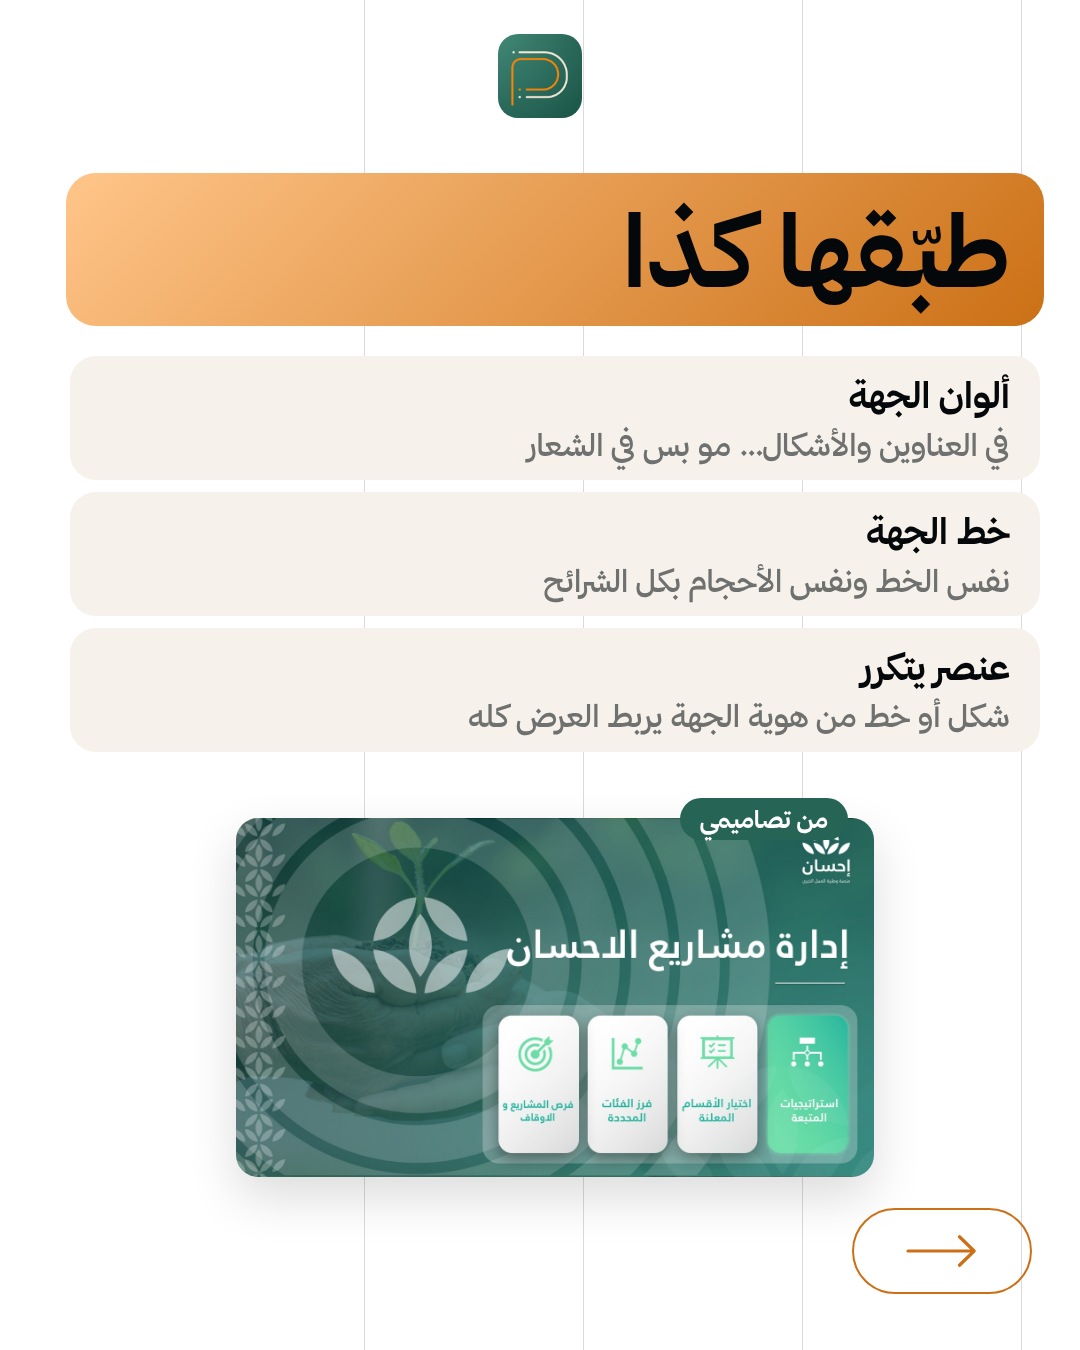 طبّقها كذا
ألوان الجهة
في العناوين والأشكال... مو بس في الشعار
خط الجهة
نفس الخط ونفس الأحجام بكل الشرائح
عنصر يتكرر
شكل أو خط من هوية الجهة يربط العرض كله
من تصاميمي
إحسان
إدارة مشاريع الاحسان
استراتيجيات
المتبعة
اختيار الأقسام
المعلنة
فرز الفئات
المحددة
فرص المشاريع و
الاوقاف